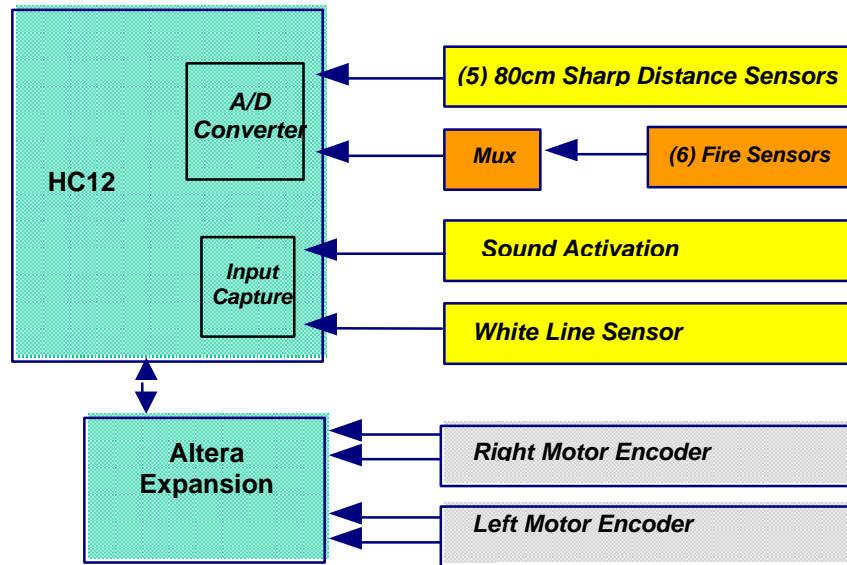 (5) 80cm Sharp Distance Sensors
A/D
Converter
Mux
(6) Fire Sensors
HC12
Sound Activation
Input
Capture
White Line Sensor
Altera
Expansion
Right Motor Encoder
Left Motor Encoder